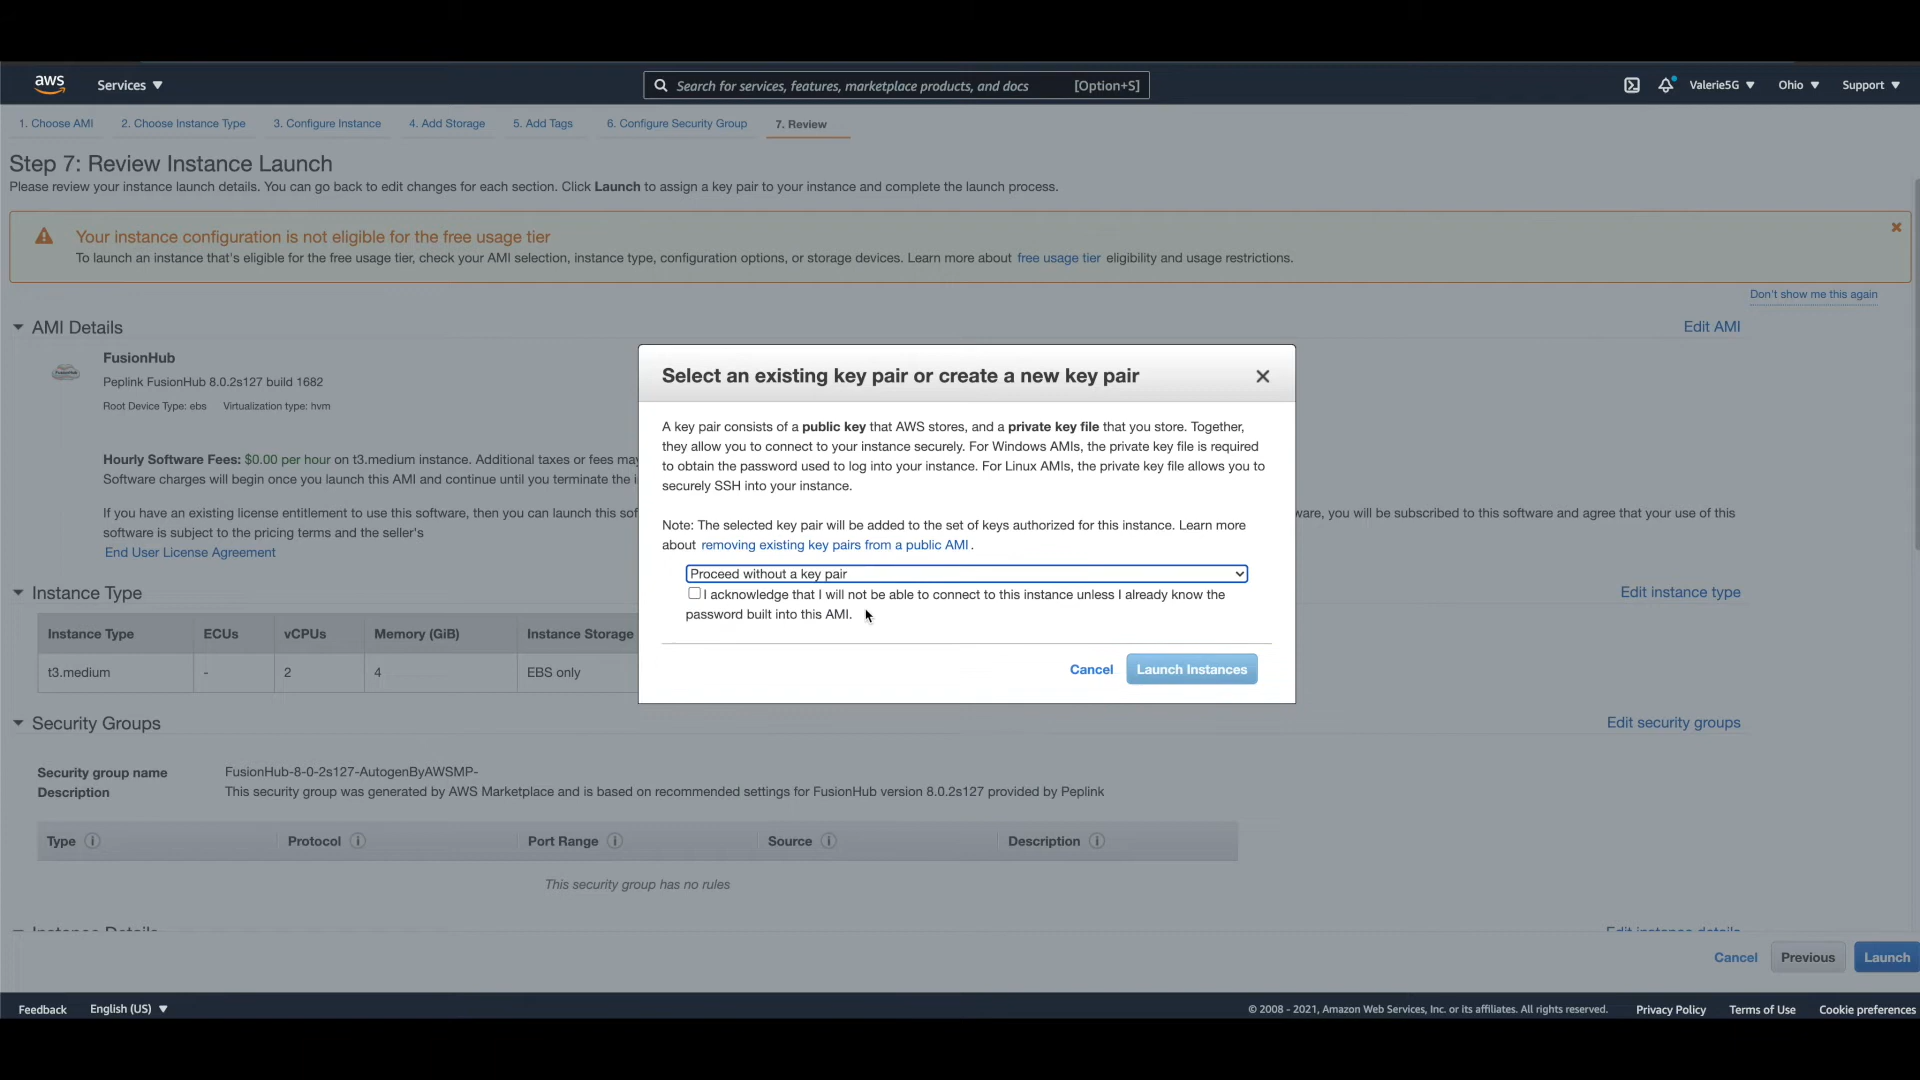 aws
Services
Search for services, features, marketplace products, and docs
[Option+S]
Valerie5G
Ohio
Support
1. Choose AMI
2. Choose Instance Type
3. Configure Instance
4. Add Storage
5. Add Tags
6. Configure Security Group
7. Review
Step 7: Review Instance Launch
Please review your instance launch details. You can go back to edit changes for each section. Click Launch to assign a key pair to your instance and complete the launch process.
Your instance configuration is not eligible for the free usage tier
To launch an instance that's eligible for the free usage tier, check your AMI selection, instance type, configuration options, or storage devices. Learn more about free usage tier eligibility and usage restrictions.
Don't show me this again
AMI Details
Edit AMI
FusionHub
Peplink FusionHub 8.0.2s127 build 1682
Root Device Type: ebs Virtualization type: hvm
Hourly Software Fees: $0.00 per hour on t3.medium instance. Additional taxes or fees may
Software charges will begin once you launch this AMI and continue until you terminate the
If you have an existing license entitlement to use this software, then you can launch this
ware, you will be subscribed to this software and agree that your use of this
software is subject to the pricing terms and the seller's
End User License Agreement
Select an existing key pair or create a new key pair
A key pair consists of a public key that AWS stores, and a private key file that you store. Together,
they allow you to connect to your instance securely. For Windows AMIs, the private key file is required
to obtain the password used to log into your instance. For Linux AMIs, the private key file allows you to
securely SSH into your instance.
Note: The selected key pair will be added to the set of keys authorized for this instance. Learn more
about removing existing key pairs from a public AMI.
Proceed without a key pair
I acknowledge that I will not be able to connect to this instance unless I already know the
password built into this AMI.
Cancel
Launch Instances
Instance Type
Edit instance type
Instance Type
ECUs
vCPUs
Memory (GiB)
Instance Storage
t3.medium
-
2
4
EBS only
Security Groups
Edit security groups
Security group name
FusionHub-8-0-2s127-AutogenByAWSMP-
Description
This security group was generated by AWS Marketplace and is based on recommended settings for FusionHub version 8.0.2s127 provided by Peplink
Type
Protocol
Port Range
Source
Description
This security group has no rules
Instance Details
Edit instance details
Cancel
Previous
Launch
Feedback
English (US)
© 2008 - 2021, Amazon Web Services, Inc. or its affiliates. All rights reserved.
Privacy Policy
Terms of Use
Cookie preferences